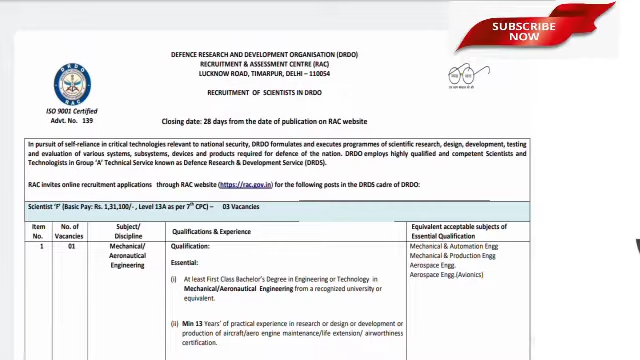 SUBSCRIBE
NOW
DEFENCE RESEARCH AND DEVELOPMENT ORGANISATION (DRDO)
RECRUITMENT & ASSESSMENT CENTRE (RAC)
LUCKNOW ROAD, TIMARPUR, DELHI – 110054
RECRUITMENT OF SCIENTISTS IN DRDO
DRDO
RAC
ISO 9001 Certified
Advt. No. 139
Closing date: 28 days from the date of publication on RAC website
In pursuit of self-reliance in critical technologies relevant to national security, DRDO formulates and executes programmes of scientific research, design, development, testing
and evaluation of various systems, subsystems, devices and products required for defence of the nation. DRDO employs highly qualified and competent Scientists and
Technologists in Group 'A' Technical Service known as Defence Research & Development Service (DRDS).
RAC invites online recruitment applications through RAC website (https://rac.gov.in) for the following posts in the DRDS cadre of DRDO:
Scientist 'F' (Basic Pay: Rs. 1,31,100/- , Level 13A as per 7th CPC) – 03 Vacancies
Item No. No. of Vacancies Subject/ Discipline Qualifications & Experience Equivalent acceptable subjects of Essential Qualification
1 01 Mechanical/ Aeronautical Engineering
Qualification:
Essential:
(i) At least First Class Bachelor's Degree in Engineering or Technology in
Mechanical/Aeronautical Engineering from a recognized university or
equivalent.
(ii) Min 13 Years' of practical experience in research or design or development or
production of aircraft/aero engine maintenance/life extension/ airworthiness
certification.
Mechanical & Automation Engg
Mechanical & Production Engg
Aerospace Engg.
Aerospace Engg.(Avionics)